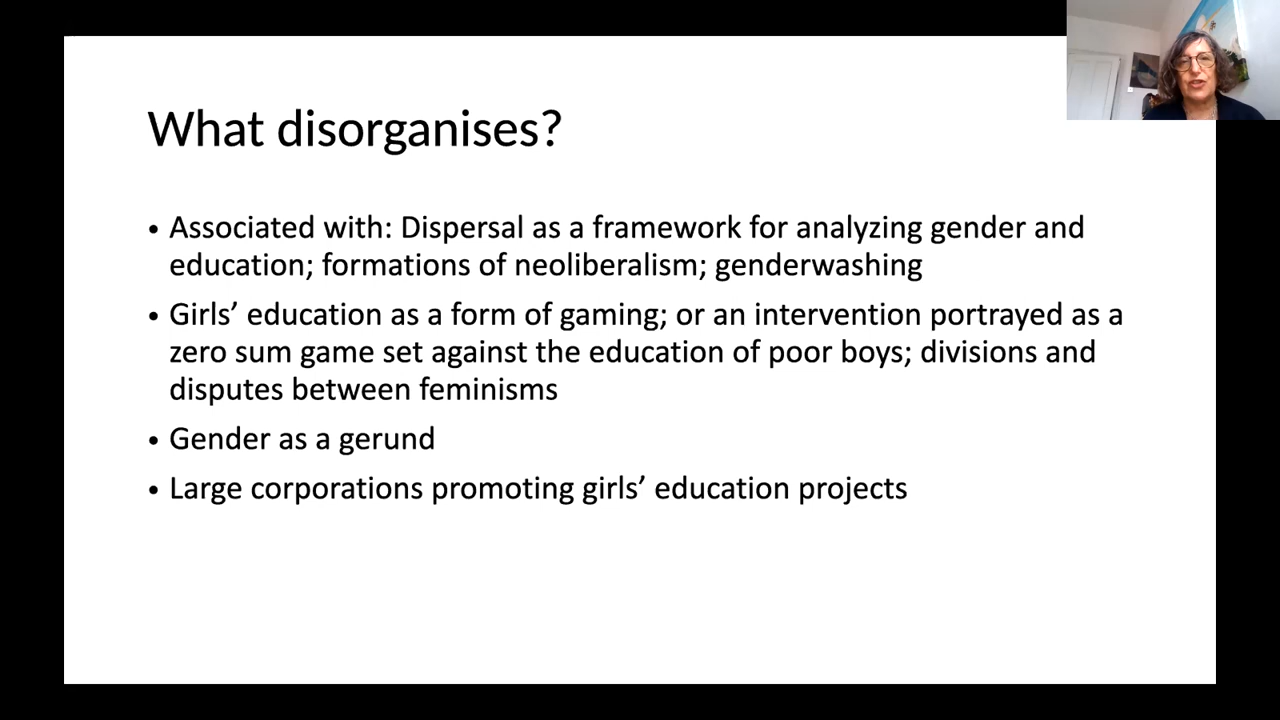 What disorganises?
• Associated with: Dispersal as a framework for analyzing gender and
education; formations of neoliberalism; genderwashing
• Girls’ education as a form of gaming; or an intervention portrayed as a
zero sum game set against the education of poor boys; divisions and
disputes between feminisms
• Gender as a gerund
• Large corporations promoting girls’ education projects